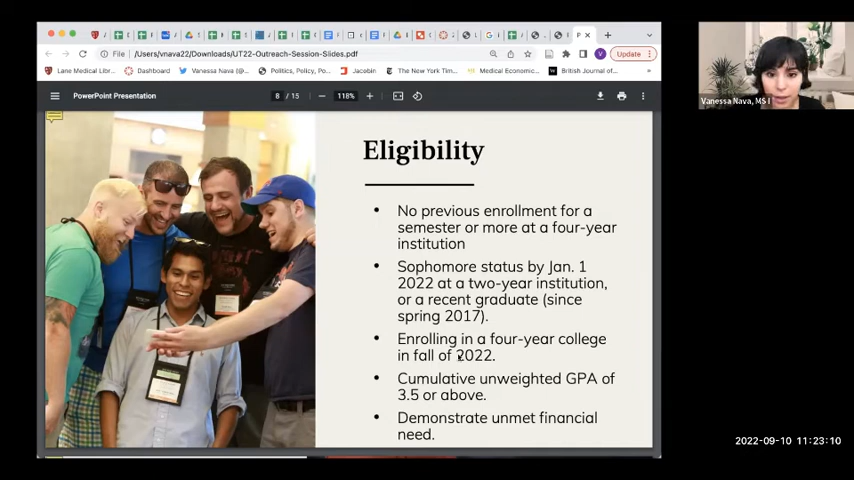 File
/Users/vnava22/Downloads/UT22-Outreach-Session-Slides.pdf
Update
Lane Medical Libr...
Dashboard
Vanessa Nava (@v...
Politics, Policy, Po...
Jacobin
The New York Tim...
Medical Economic...
British Journal of...
PowerPoint Presentation
8 / 15
118%
Eligibility
• No previous enrollment for a
semester or more at a four-year
institution
• Sophomore status by Jan. 1
2022 at a two-year institution,
or a recent graduate (since
spring 2017).
• Enrolling in a four-year college
in fall of 2022.
• Cumulative unweighted GPA of
3.5 or above.
• Demonstrate unmet financial
need.
Vanessa Nava, MS I
2022-09-10 11:23:10